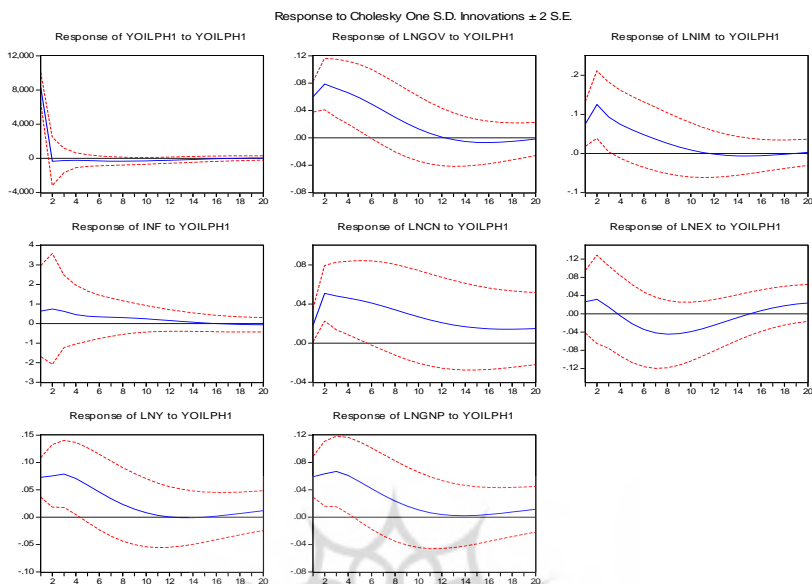 Response to Cholesky One S.D. Innovations ± 2 S.E.
Response of YOILPH1 to YOILPH1
12,000
8,000
4,000
0
-4,000
2 4 6 8 10 12 14 16 18 20
Response of LNGOV to YOILPH1
.12
.08
.04
.00
-.04
-.08
2 4 6 8 10 12 14 16 18 20
Response of LNIM to YOILPH1
.2
.1
.0
-.1
2 4 6 8 10 12 14 16 18 20
Response of INF to YOILPH1
4
3
2
1
0
-1
-2
-3
2 4 6 8 10 12 14 16 18 20
Response of LNCN to YOILPH1
.08
.04
.00
-.04
2 4 6 8 10 12 14 16 18 20
Response of LNEX to YOILPH1
.12
.08
.04
.00
-.04
-.08
-.12
2 4 6 8 10 12 14 16 18 20
Response of LNY to YOILPH1
.15
.10
.05
.00
-.05
-.10
2 4 6 8 10 12 14 16 18 20
Response of LNGNP to YOILPH1
.12
.08
.04
.00
-.04
-.08
2 4 6 8 10 12 14 16 18 20